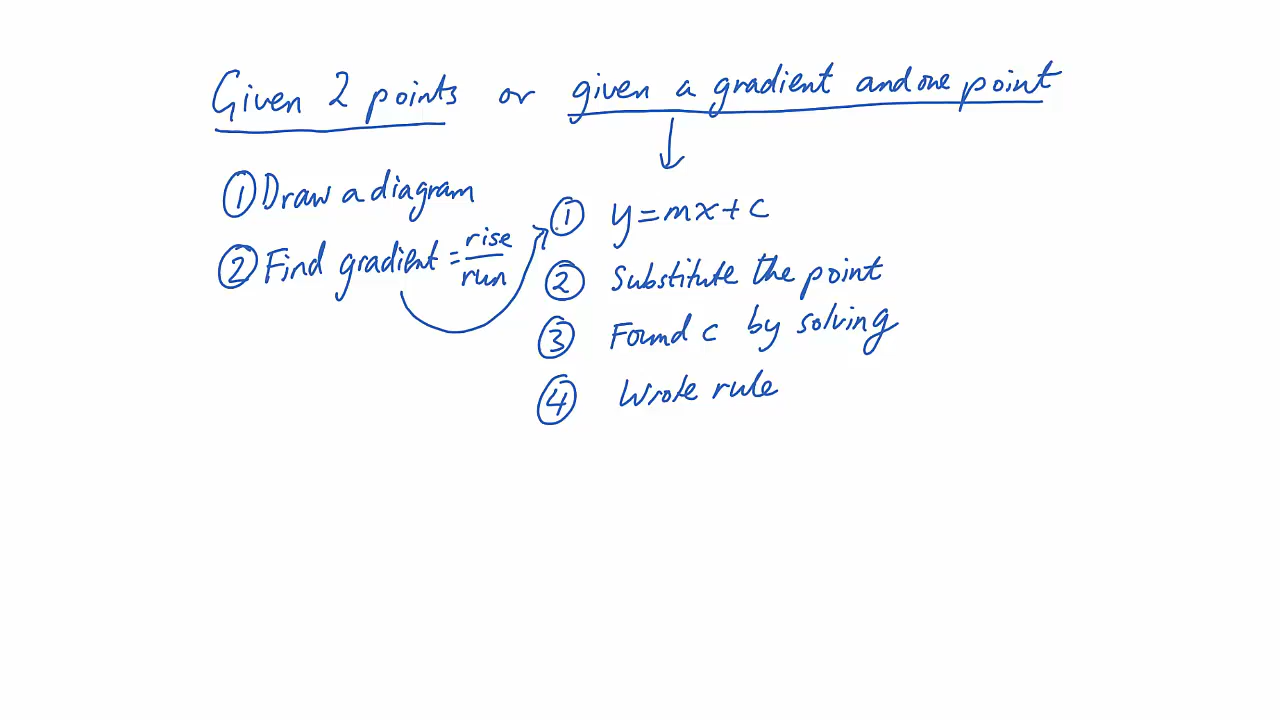 Given 2 points or given a gradient and one point
① Draw a diagram
② Find gradient = rise/run
① y = mx + c
② Substitute the point
③ Found c by solving
④ Wrote rule